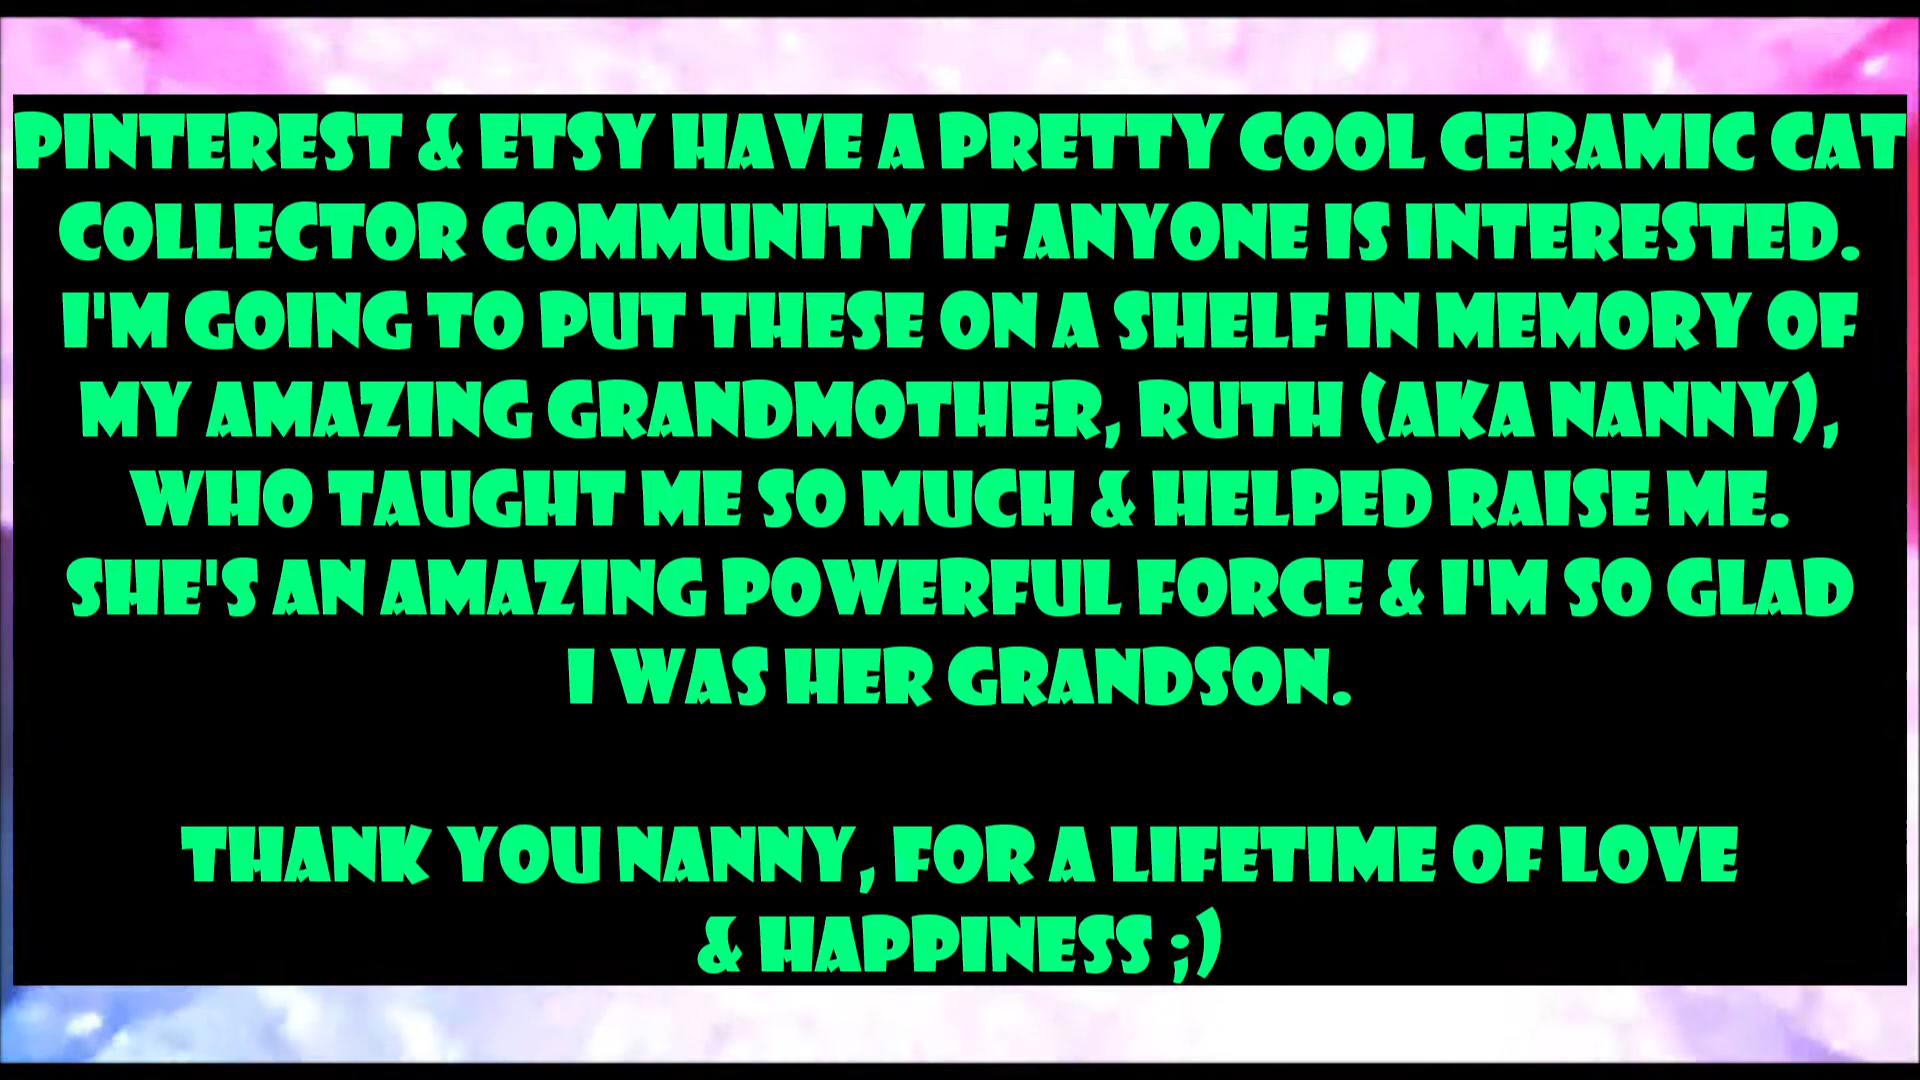 PINTEREST & ETSY HAVE A PRETTY COOL CERAMIC CAT
COLLECTOR COMMUNITY IF ANYONE IS INTERESTED.
I'M GOING TO PUT THESE ON A SHELF IN MEMORY OF
MY AMAZING GRANDMOTHER, RUTH (AKA NANNY),
WHO TAUGHT ME SO MUCH & HELPED RAISE ME.
SHE'S AN AMAZING POWERFUL FORCE & I'M SO GLAD
I WAS HER GRANDSON.
THANK YOU NANNY, FOR A LIFETIME OF LOVE
& HAPPINESS ;)